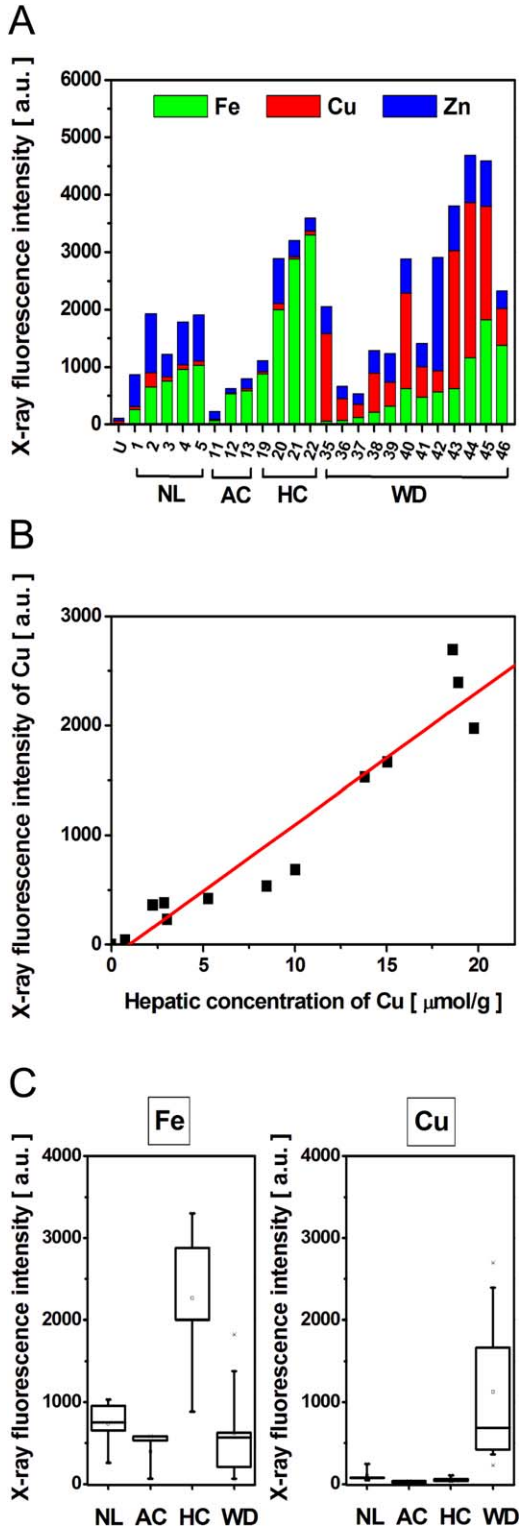 A
X-ray fluorescence intensity [ a.u. ]
6000
5000
4000
3000
2000
1000
0
Fe Cu Zn
U 1 2 3 4 5 11 12 13 19 20 21 22 35 36 37 38 39 40 41 42 43 44 45 46
NL AC HC WD
B
X-ray fluorescence intensity of Cu [ a.u. ]
3000
2000
1000
0
0 5 10 15 20
Hepatic concentration of Cu [ μmol/g ]
C
Fe
X-ray fluorescence intensity [ a.u. ]
4000
3000
2000
1000
0
NL AC HC WD
Cu
X-ray fluorescence intensity [ a.u. ]
4000
3000
2000
1000
0
NL AC HC WD